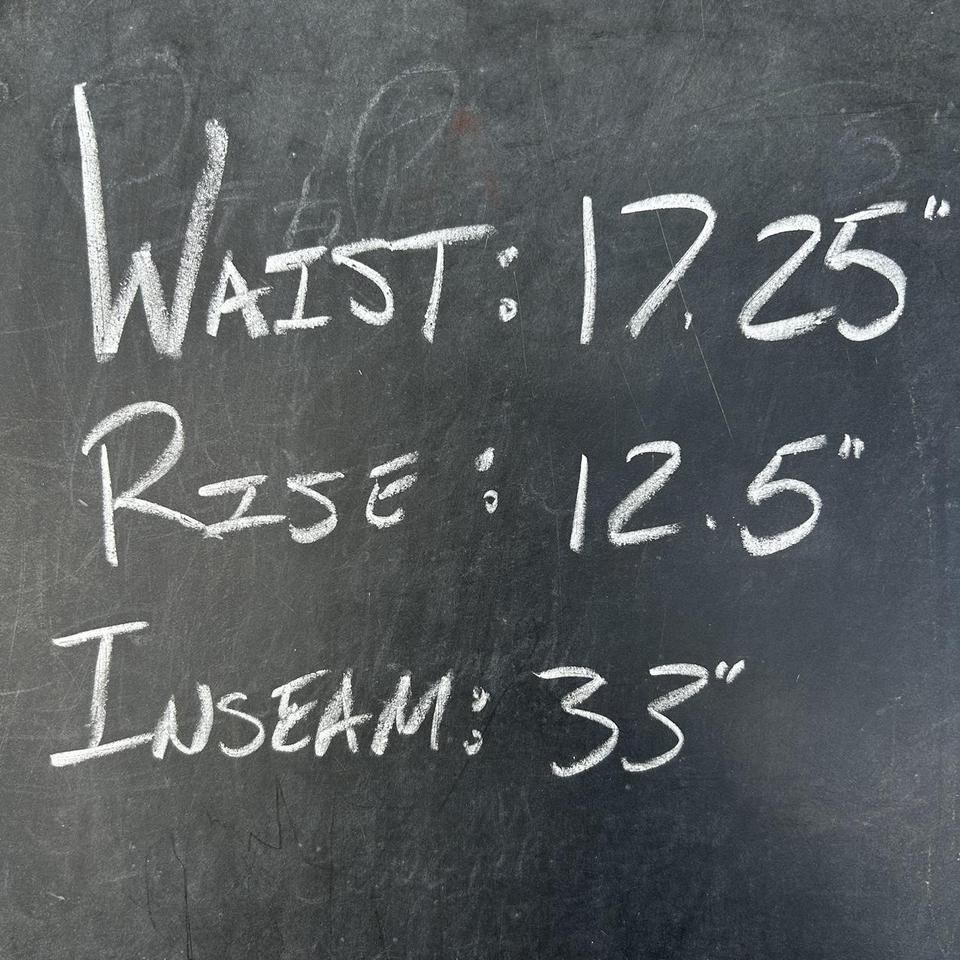 WAIST: 17.25"
RISE: 12.5"
INSEAM: 33"